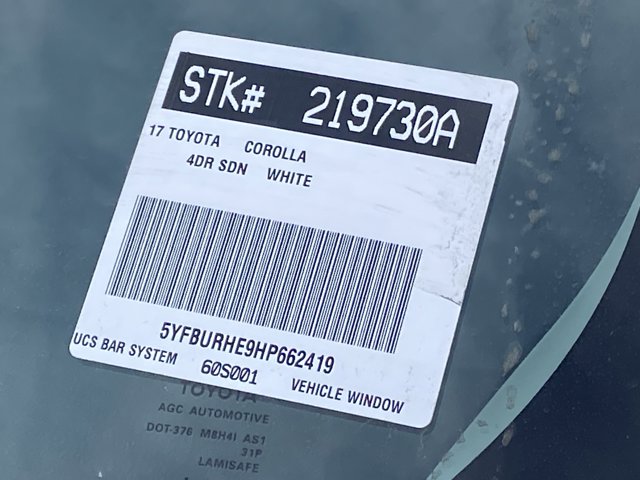 STK# 219730A
17 TOYOTA COROLLA
4DR SDN WHITE
5YFBURHE9HP662419
UCS BAR SYSTEM 60S001 VEHICLE WINDOW
TOYOTA
AGC AUTOMOTIVE
DOT-376 M8H41 AS1
31P
LAMISAFE